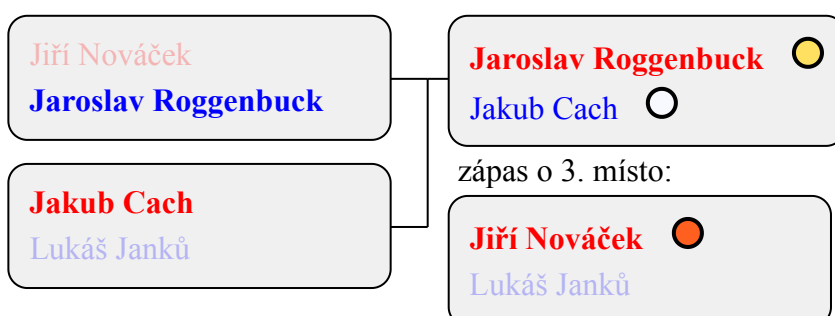 Jiří Nováček
Jaroslav Roggenbuck
Jakub Cach
Lukáš Janků
Jaroslav Roggenbuck
Jakub Cach
zápas o 3. místo:
Jiří Nováček
Lukáš Janků